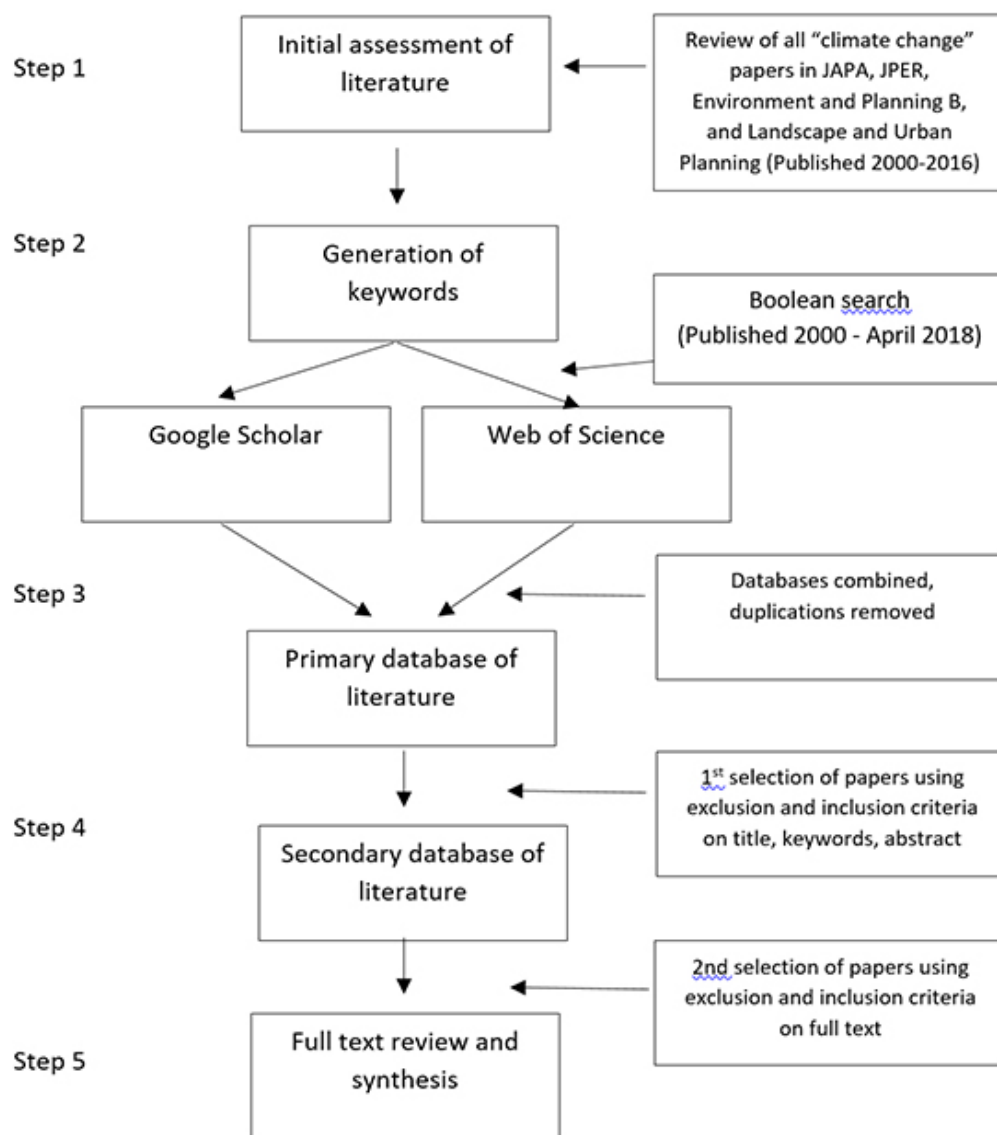 Step 1
Initial assessment of
literature
Review of all “climate change”
papers in JAPA, JPER,
Environment and Planning B,
and Landscape and Urban
Planning (Published 2000-2016)
Step 2
Generation of
keywords
Boolean search
(Published 2000 - April 2018)
Google Scholar
Web of Science
Step 3
Databases combined,
duplications removed
Primary database of
literature
1st selection of papers using
exclusion and inclusion criteria
on title, keywords, abstract
Step 4
Secondary database of
literature
2nd selection of papers using
exclusion and inclusion criteria
on full text
Step 5
Full text review and
synthesis